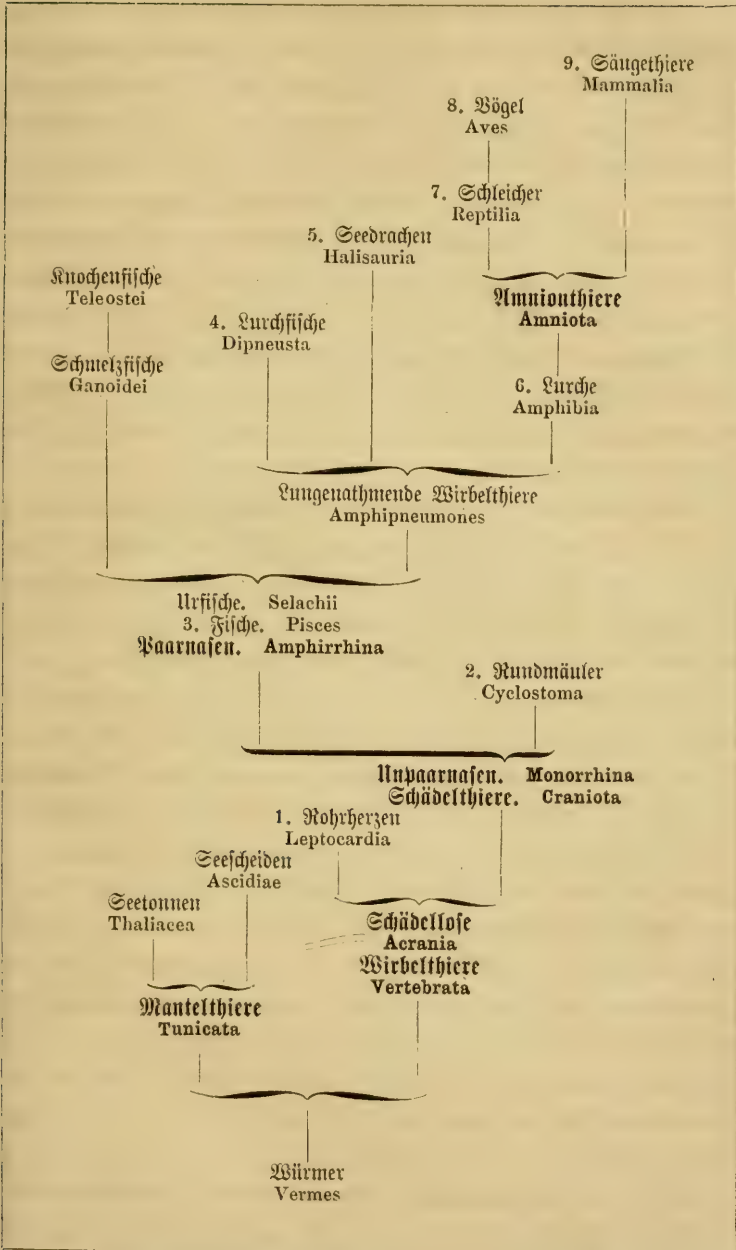 9. Säugethiere
Mammalia
8. Vögel
Aves
7. Schleicher
Reptilia
5. Seedrachen
Halisauria
Knochenfische
Teleostei
Amnionthiere
Amniota
4. Lurchfische
Dipneusta
Schmelzfische
Ganoidei
6. Lurche
Amphibia
Lungenathmende Wirbelthiere
Amphipneumones
Urfische. Selachii
3. Fische. Pisces
Paarnasen. Amphirrhina
2. Rundmäuler
Cyclostoma
Unpaarnasen. Monorrhina
Schädelthiere. Craniota
1. Rohrherzen
Leptocardia
Seescheiden
Ascidiae
Seetonnen
Thaliacea
Schädellose
Acrania
Wirbelthiere
Vertebrata
Mantelthiere
Tunicata
Würmer
Vermes